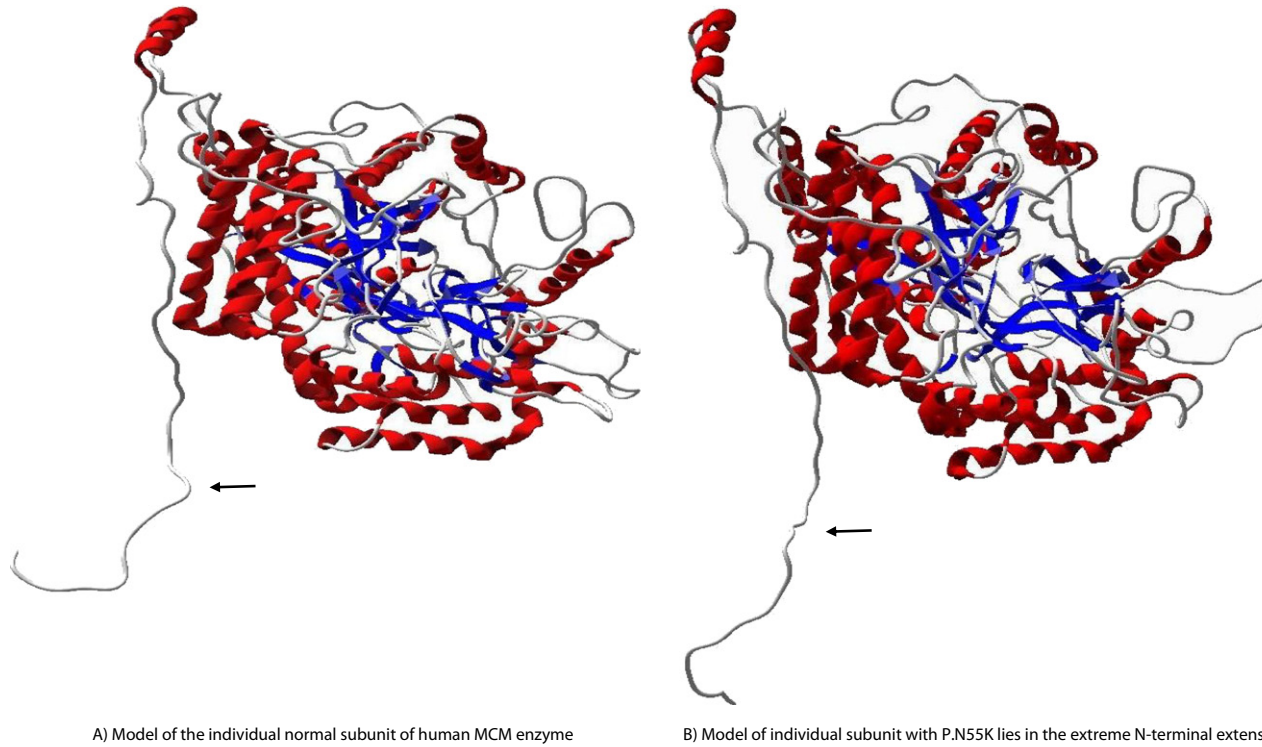 A) Model of the individual normal subunit of human MCM enzyme
B) Model of individual subunit with P.N55K lies in the extreme N-terminal extens